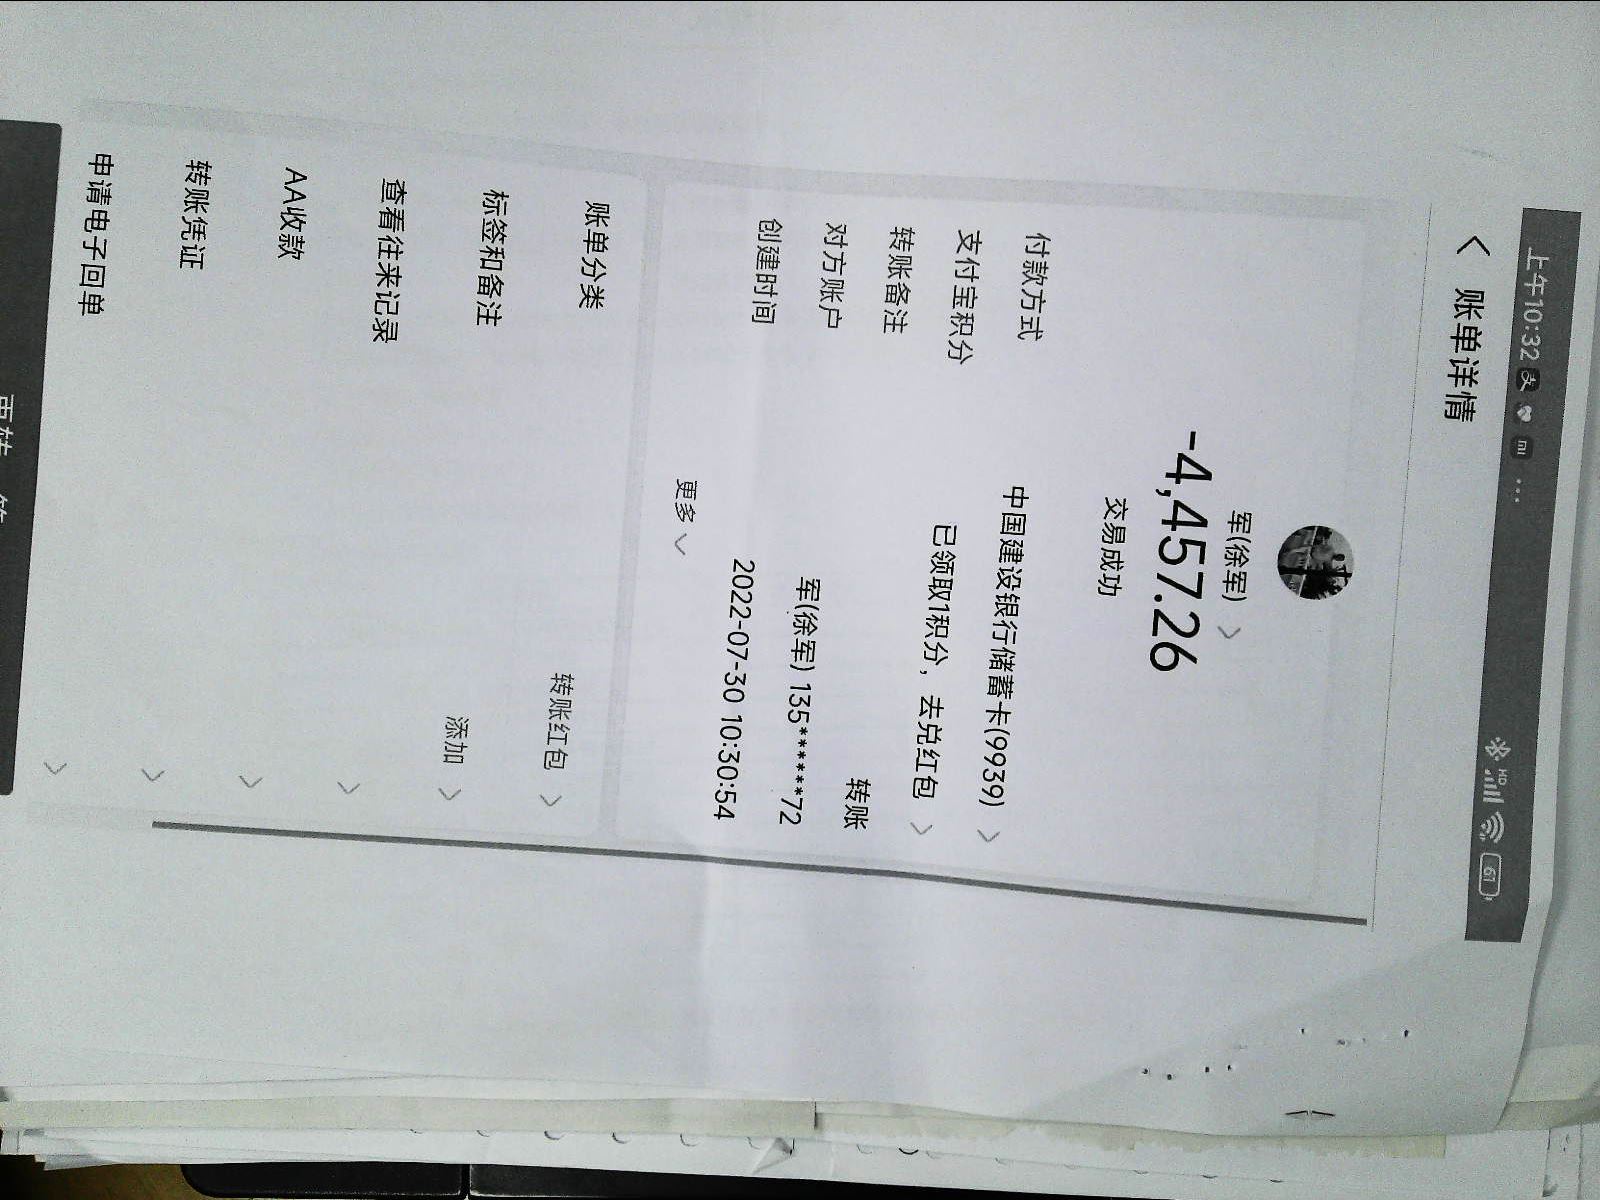 上午10:32 支 mi ...
HD 61
账单详情
军(徐军)
-4,457.26
交易成功
付款方式 中国建设银行储蓄卡(9939)
支付宝积分 已领取1积分，去兑红包
转账备注 转账
对方账户 军(徐军) 135******72
创建时间 2022-07-30 10:30:54
更多
账单分类 转账红包
标签和备注 添加
查看往来记录
AA收款
转账凭证
申请电子回单